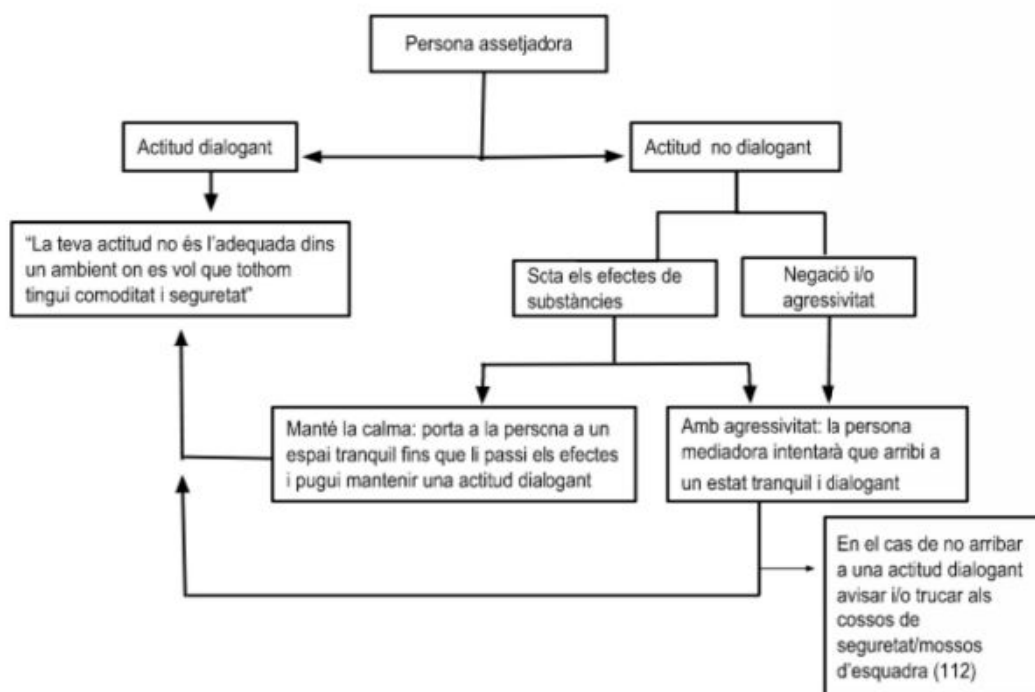 Persona assetjadora
Actitud dialogant
Actitud no dialogant
“La teva actitud no és l’adequada dins
un ambient on es vol que tothom
tingui comoditat i seguretat”
Scta els efectes de
substàncies
Negació i/o
agressivitat
Manté la calma: porta a la persona a un
espai tranquil fins que li passi els efectes
i pugui mantenir una actitud dialogant
Amb agressivitat: la persona
mediadora intentarà que arribi a
un estat tranquil i dialogant
En el cas de no arribar
a una actitud dialogant
avisar i/o trucar als
cossos de
seguretat/mossos
d’esquadra (112)